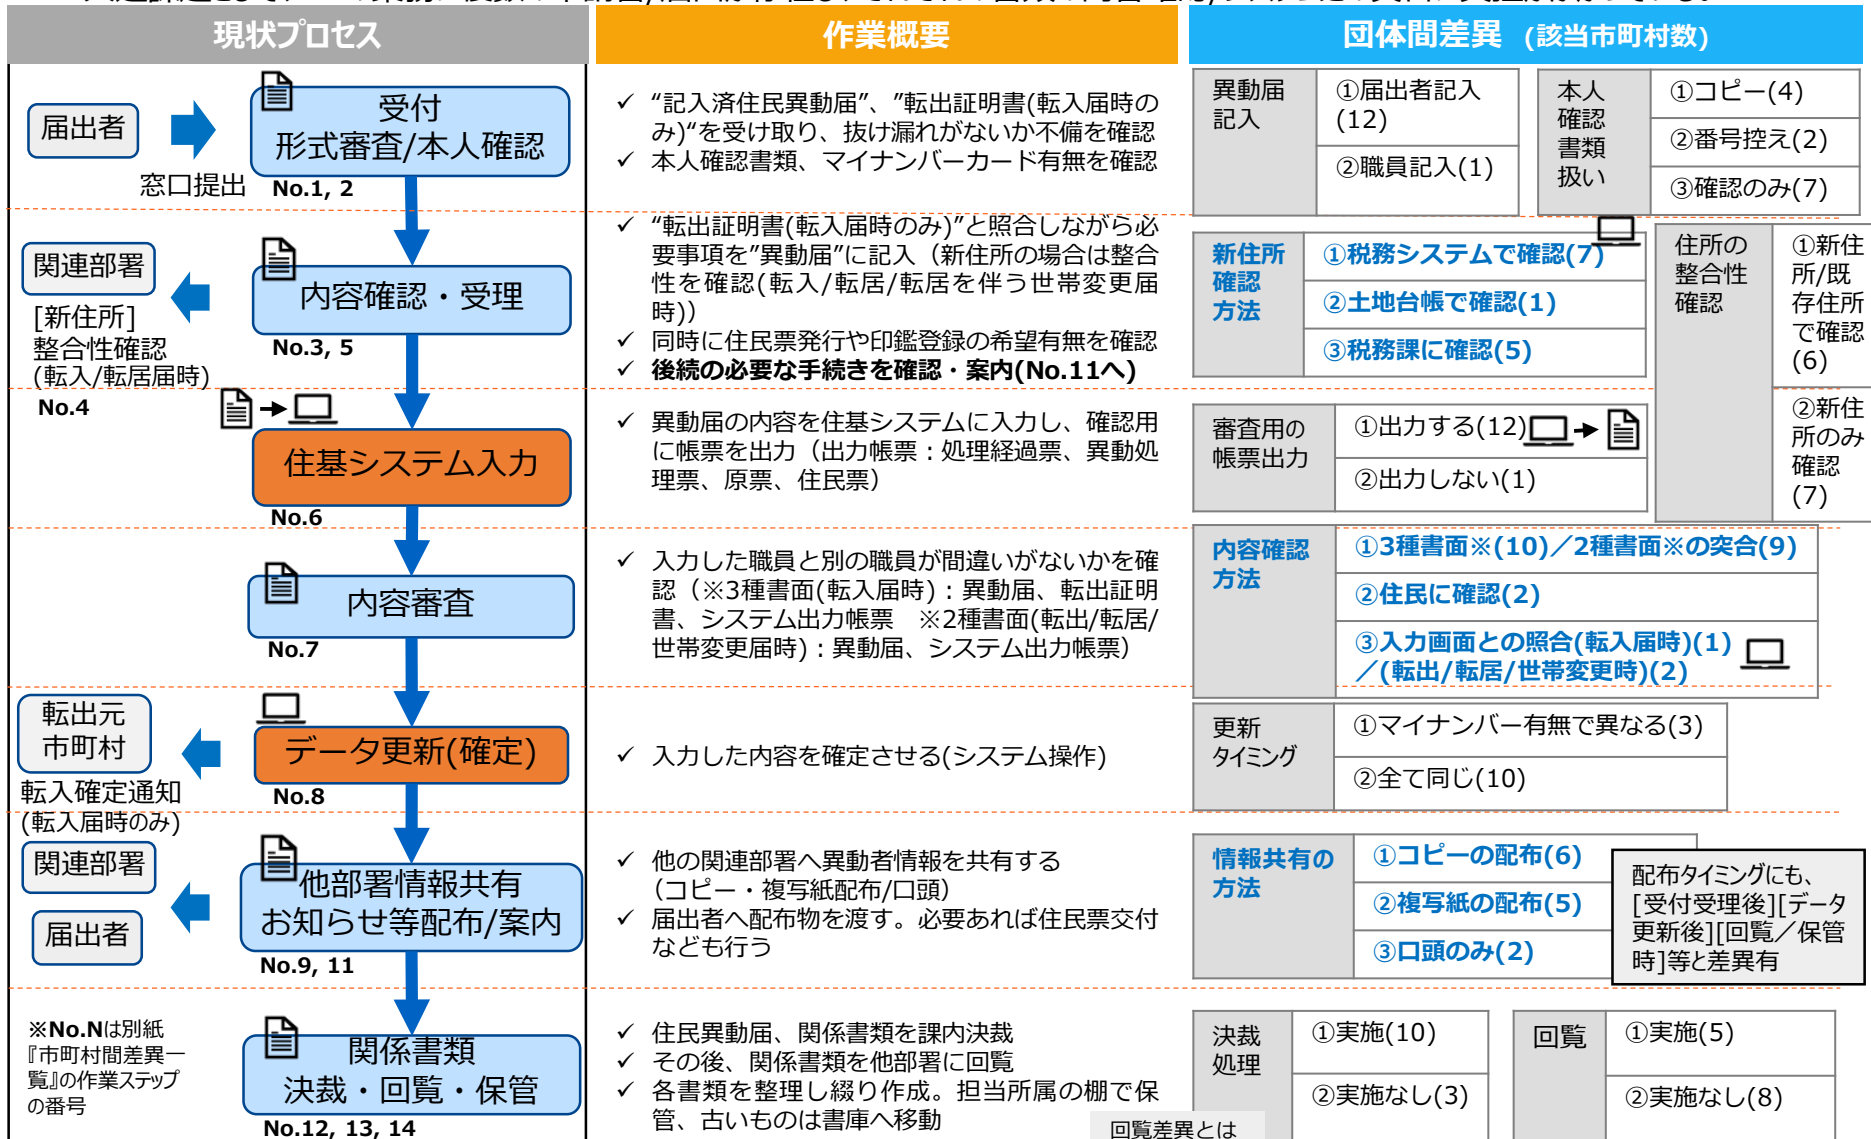 現状プロセス
作業概要
団体間差異 (該当市町村数)
届出者
窓口提出
受付
形式審査/本人確認
No.1, 2
✓ “記入済住民異動届”、”転出証明書(転入届時の
み)“を受け取り、抜け漏れがないか不備を確認
✓ 本人確認書類、マイナンバーカード有無を確認
異動届
記入
①届出者記入
(12)
②職員記入(1)
本人
確認
書類
扱い
①コピー(4)
②番号控え(2)
③確認のみ(7)
関連部署
[新住所]
整合性確認
(転入/転居届時)
No.4
内容確認・受理
No.3, 5
✓ “転出証明書(転入届時のみ)”と照合しながら必
要事項を”異動届”に記入（新住所の場合は整合
性を確認(転入/転居/転居を伴う世帯変更届
時))
✓ 同時に住民票発行や印鑑登録の希望有無を確認
✓ 後続の必要な手続きを確認・案内(No.11へ)
新住所
確認
方法
①税務システムで確認(7)
②土地台帳で確認(1)
③税務課に確認(5)
住所の
整合性
確認
①新住
所/既
存住所
で確認
(6)
②新住
所のみ
確認
(7)
住基システム入力
No.6
✓ 異動届の内容を住基システムに入力し、確認用
に帳票を出力（出力帳票：処理経過票、異動処
理票、原票、住民票）
審査用の
帳票出力
①出力する(12)
②出力しない(1)
内容審査
No.7
✓ 入力した職員と別の職員が間違いがないかを確
認（※3種書面(転入届時)：異動届、転出証明
書、システム出力帳票　※2種書面(転出/転居/
世帯変更届時)：異動届、システム出力帳票）
内容確認
方法
①3種書面※(10)／2種書面※の突合(9)
②住民に確認(2)
③入力画面との照合(転入届時)(1)
／(転出/転居/世帯変更時)(2)
転出元
市町村
転入確定通知
(転入届時のみ)
データ更新(確定)
No.8
✓ 入力した内容を確定させる(システム操作)
更新
タイミング
①マイナンバー有無で異なる(3)
②全て同じ(10)
関連部署
届出者
他部署情報共有
お知らせ等配布/案内
No.9, 11
✓ 他の関連部署へ異動者情報を共有する
（コピー・複写紙配布/口頭）
✓ 届出者へ配布物を渡す。必要あれば住民票交付
なども行う
情報共有の
方法
①コピーの配布(6)
②複写紙の配布(5)
③口頭のみ(2)
配布タイミングにも、
[受付受理後][データ
更新後][回覧／保管
時]等と差異有
※No.Nは別紙
『市町村間差異一
覧』の作業ステップ
の番号
関係書類
決裁・回覧・保管
No.12, 13, 14
✓ 住民異動届、関係書類を課内決裁
✓ その後、関係書類を他部署に回覧
✓ 各書類を整理し綴り作成。担当所属の棚で保
管、古いものは書庫へ移動
決裁
処理
①実施(10)
②実施なし(3)
回覧
①実施(5)
②実施なし(8)
回覧差異とは